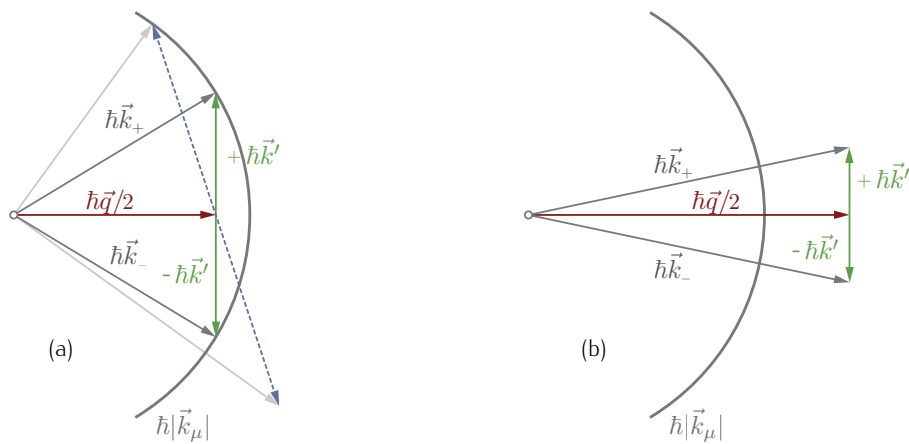 ħk⃗₊
+ ħk⃗′
ħq⃗/2
ħk⃗₋
- ħk⃗′
(a)
ħ|k⃗_μ|
ħk⃗₊
+ ħk⃗′
ħq⃗/2
- ħk⃗′
ħk⃗₋
(b)
ħ|k⃗_μ|